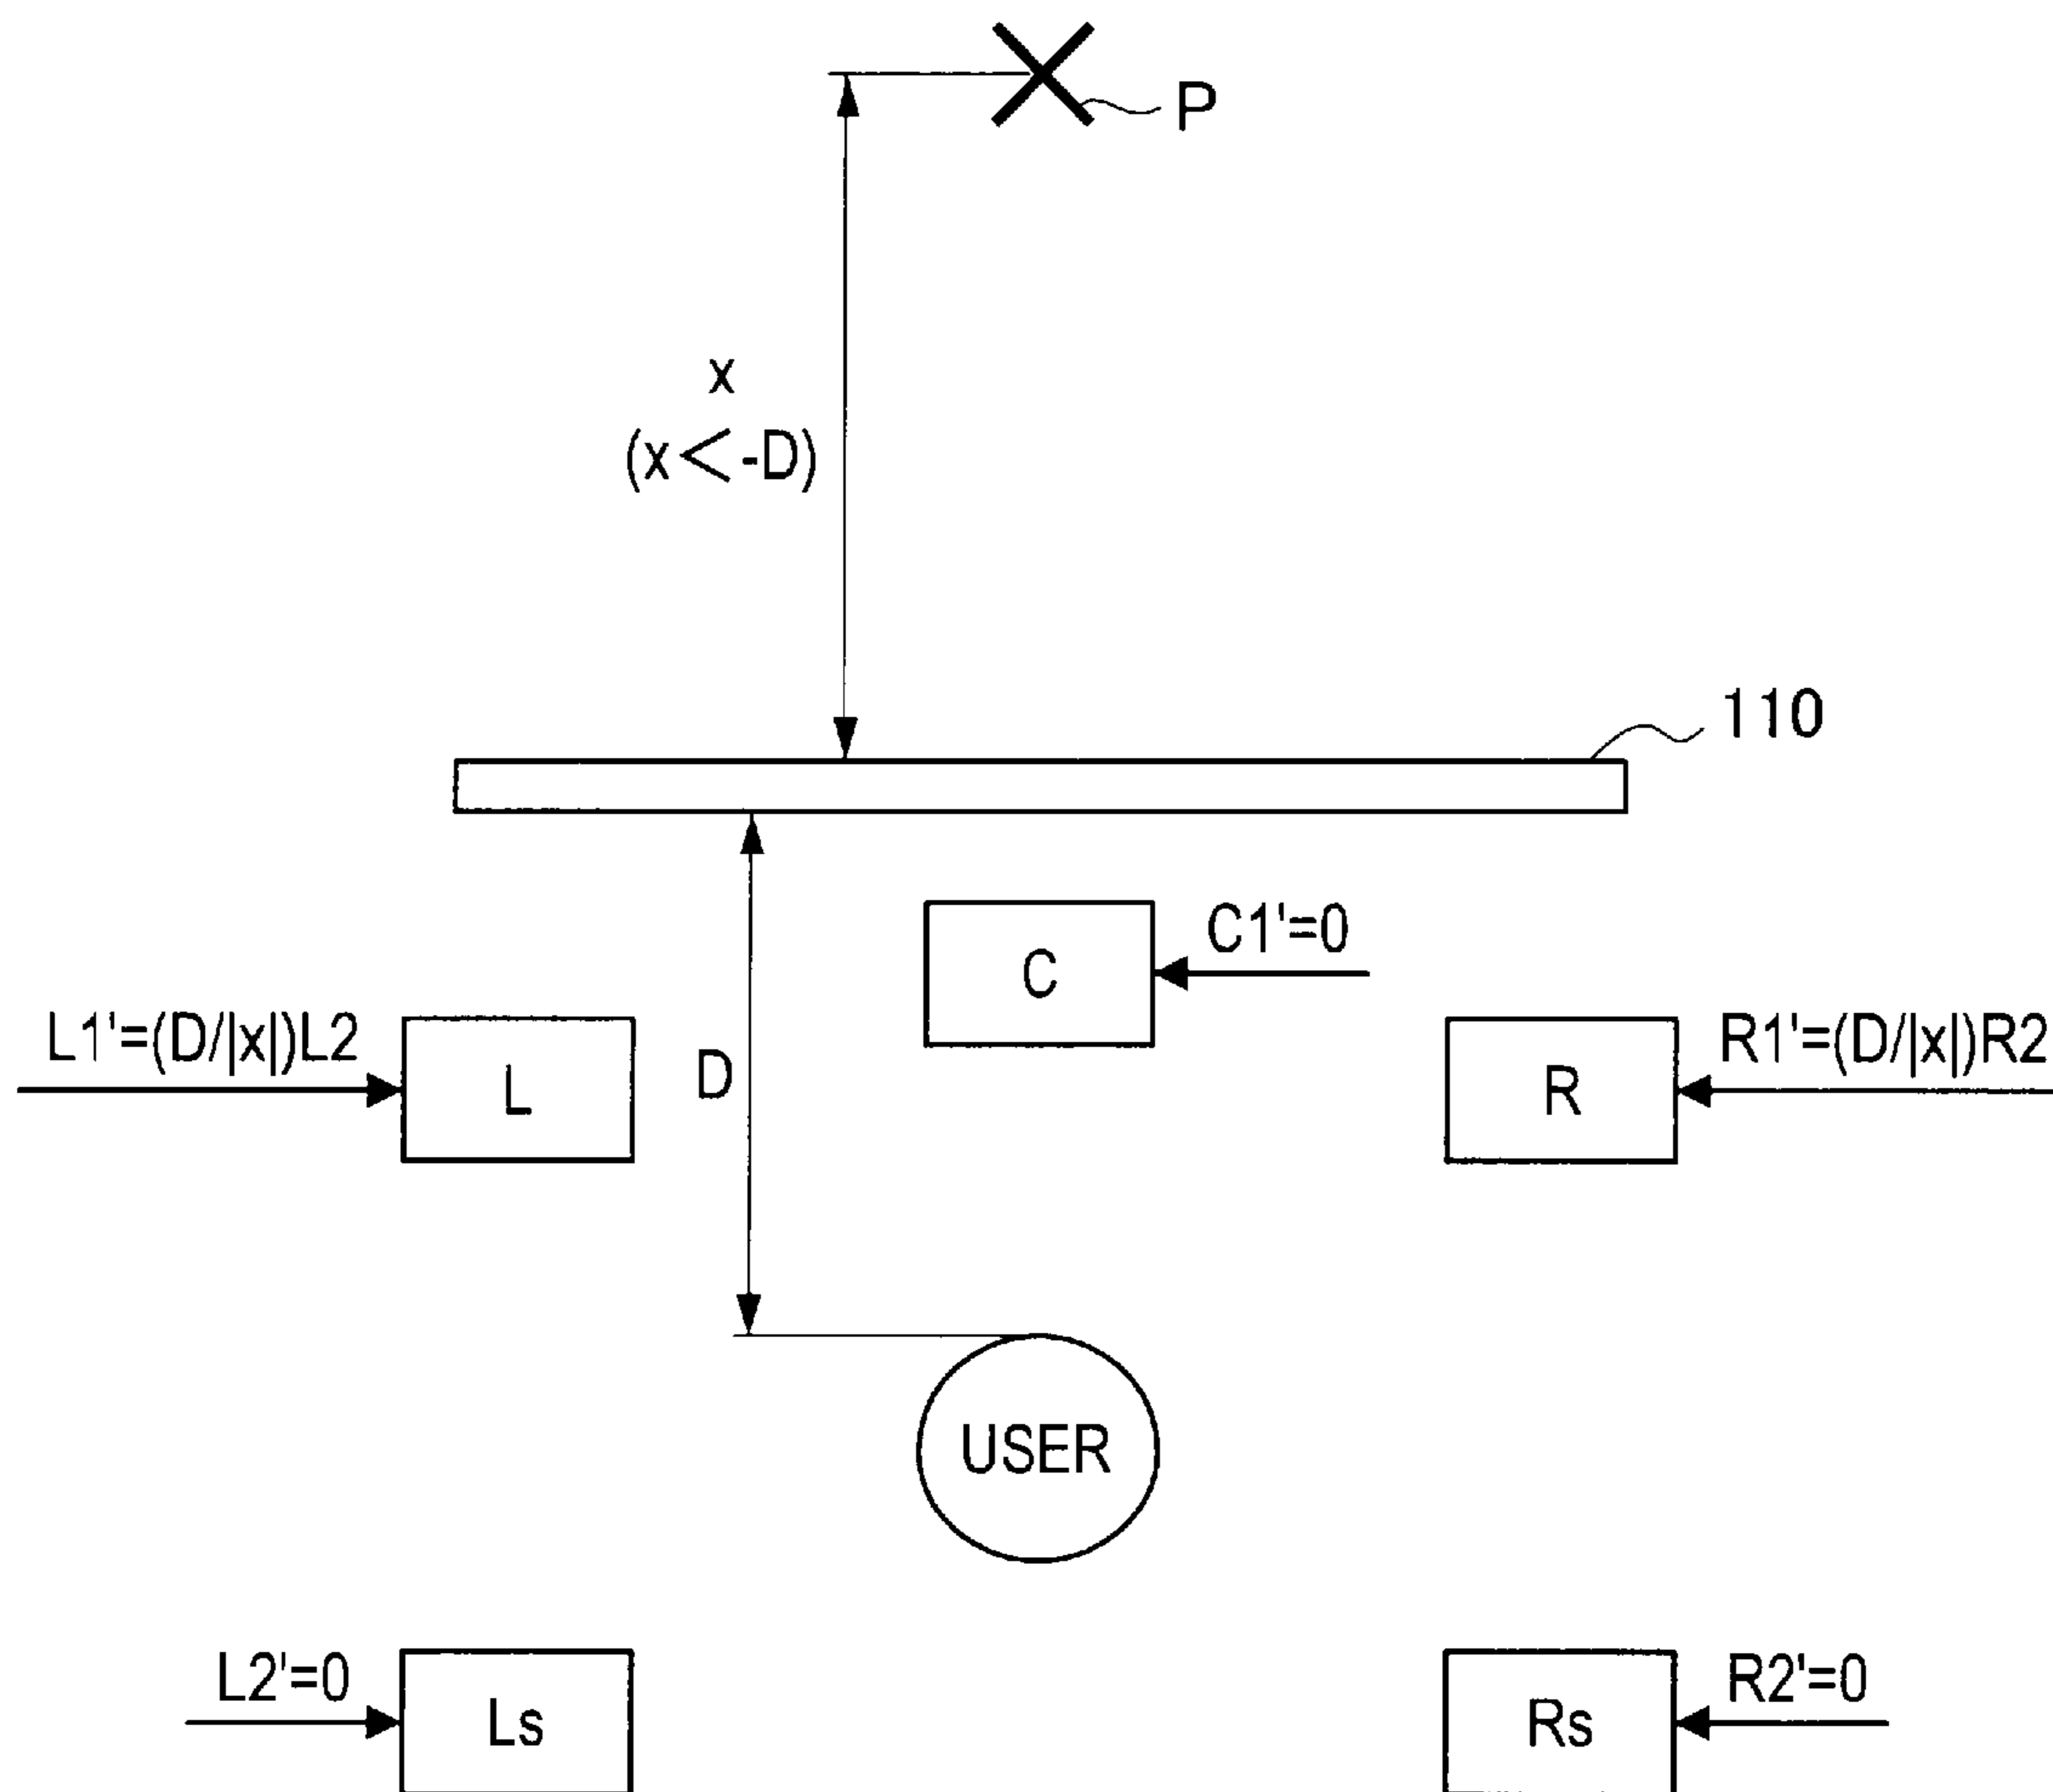 P
x
(x<-D)
110
C1'=0
C
L1'=(D/|x|)L2
L
D
R
R1'=(D/|x|)R2
USER
L2'=0
Ls
Rs
R2'=0